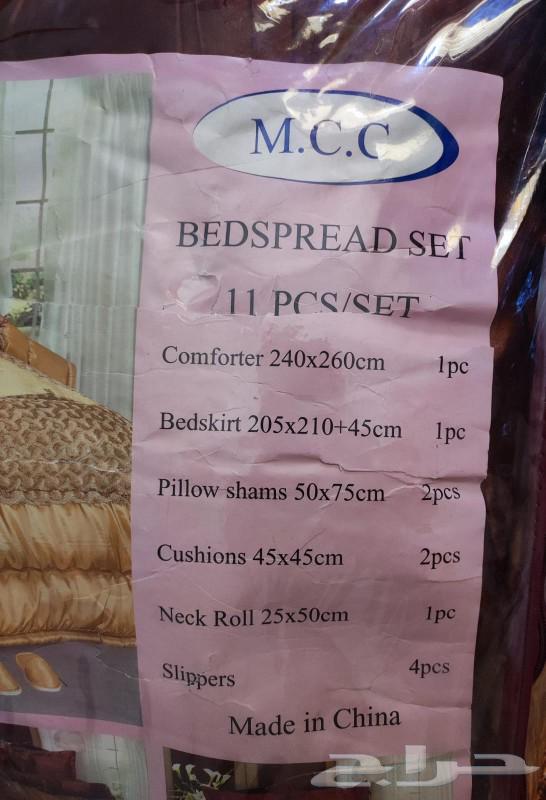 M.C.C
BEDSPREAD SET
11 PCS/SET
Comforter 240x260cm 1pc
Bedskirt 205x210+45cm 1pc
Pillow shams 50x75cm 2pcs
Cushions 45x45cm 2pcs
Neck Roll 25x50cm 1pc
Slippers 4pcs
Made in China
حراج